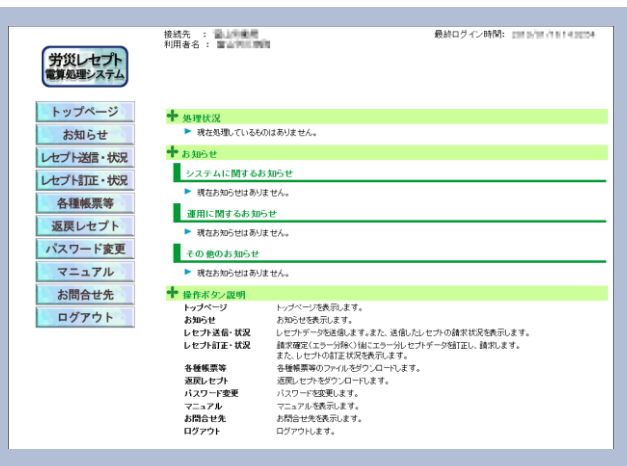 接続先 :
利用者名 :
最終ログイン時間:
労災レセプト
電算処理システム
トップページ
お知らせ
レセプト送信・状況
レセプト訂正・状況
各種帳票等
返戻レセプト
パスワード変更
マニュアル
お問合せ先
ログアウト
処理状況
現在処理しているものはありません。
お知らせ
システムに関するお知らせ
現在お知らせはありません。
運用に関するお知らせ
現在お知らせはありません。
その他のお知らせ
現在お知らせはありません。
操作ボタン説明
トップページ トップページを表示します。
お知らせ お知らせを表示します。
レセプト送信・状況 レセプトデータを送信します。また、送信したレセプトの請求状況を表示します。
レセプト訂正・状況 請求確定(エラー分除く)後にエラー分レセプトデータを訂正し、請求します。
また、レセプトの訂正状況を表示します。
各種帳票等 各種帳票等のファイルをダウンロードします。
返戻レセプト 返戻レセプトをダウンロードします。
パスワード変更 パスワードを変更します。
マニュアル マニュアルを表示します。
お問合せ先 お問合せ先を表示します。
ログアウト ログアウトします。